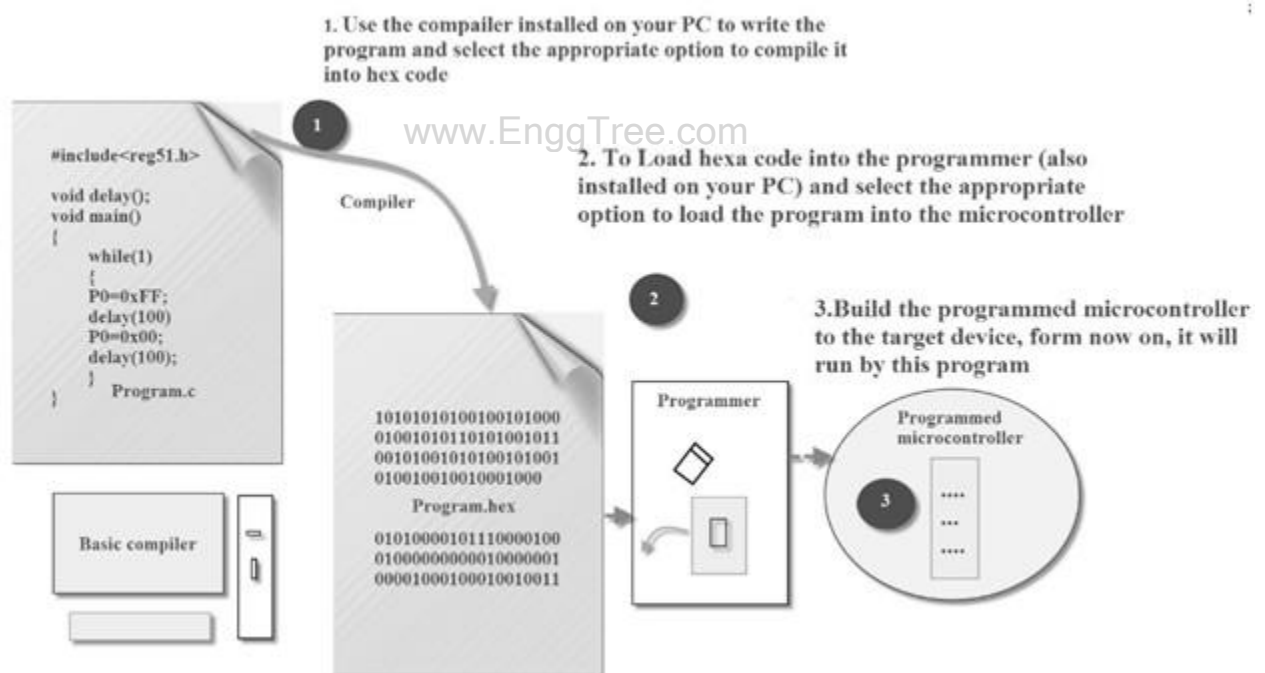 1. Use the compailer installed on your PC to write the
program and select the appropriate option to compile it
into hex code
;
1
www.EnggTree.com
#include<reg51.h>
void delay();
void main()
{
while(1)
{
P0=0xFF;
delay(100)
P0=0x00;
delay(100);
}
Program.c
}
Compiler
2. To Load hexa code into the programmer (also
installed on your PC) and select the appropriate
option to load the program into the microcontroller
2
3.Build the programmed microcontroller
to the target device, form now on, it will
run by this program
10101010100100101000
01001010110101001011
00101001010100101001
010010010010001000
Program.hex
01010000101110000100
01000000000010000001
00001000100010010011
Programmer
Programmed
microcontroller
3
Basic compiler